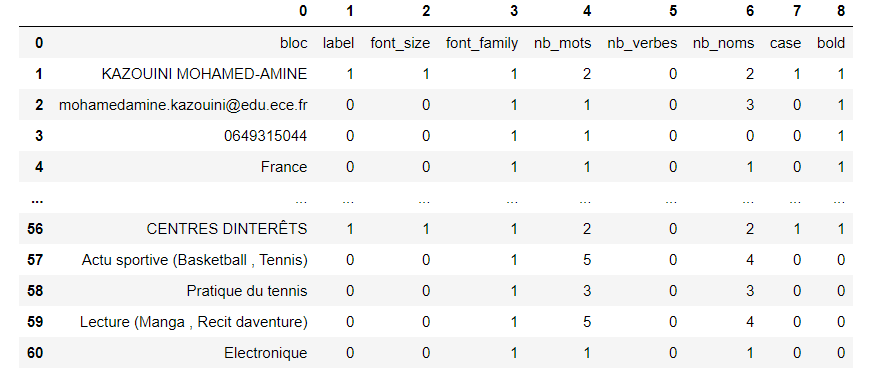 0 1 2 3 4 5 6 7 8
0 bloc label font_size font_family nb_mots nb_verbes nb_noms case bold
1 KAZOUINI MOHAMED-AMINE 1 1 1 2 0 2 1 1
2 mohamedamine.kazouini@edu.ece.fr 0 0 1 1 0 3 0 1
3 0649315044 0 0 1 1 0 0 0 1
4 France 0 0 1 1 0 1 0 1
... ... ... ... ... ... ... ... ... ...
56 CENTRES DINTERÊTS 1 1 1 2 0 2 1 1
57 Actu sportive (Basketball , Tennis) 0 0 1 5 0 4 0 0
58 Pratique du tennis 0 0 1 3 0 3 0 0
59 Lecture (Manga , Recit daventure) 0 0 1 5 0 4 0 0
60 Electronique 0 0 1 1 0 1 0 0